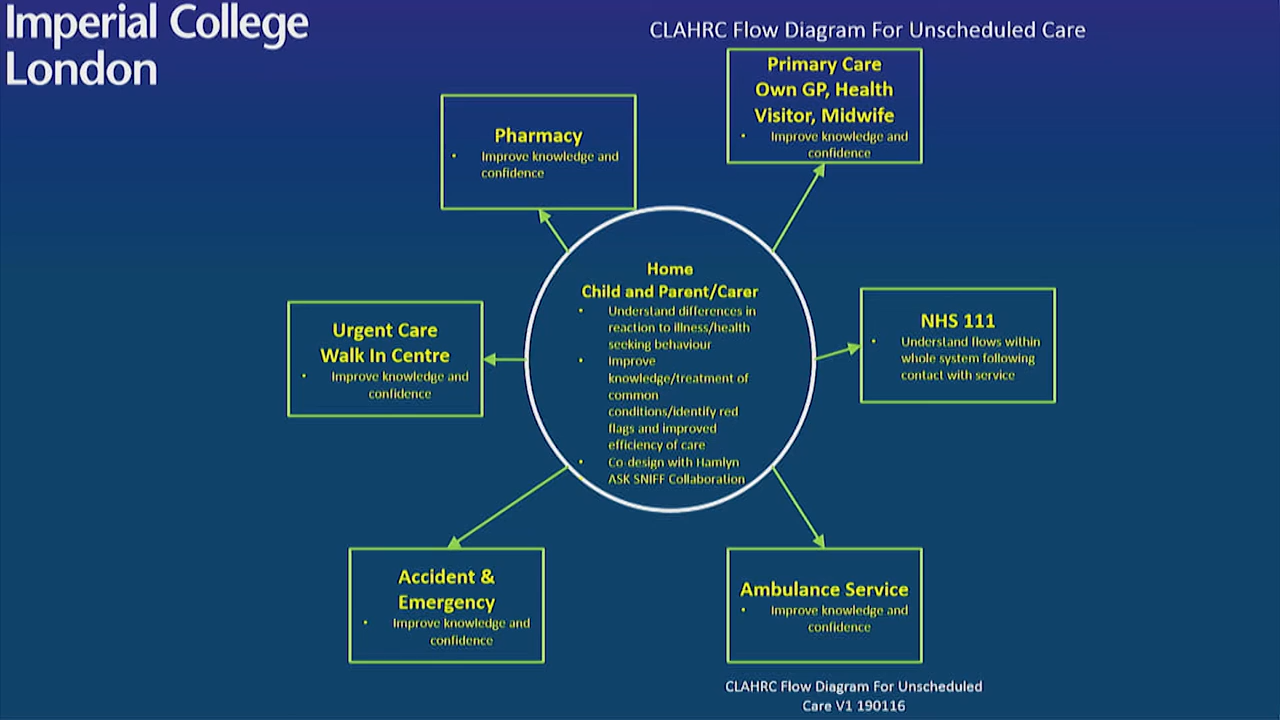 Imperial College
London
CLAHRC Flow Diagram For Unscheduled Care
Primary Care
Own GP, Health
Visitor, Midwife
• Improve knowledge and
confidence
Pharmacy
• Improve knowledge and
confidence
Home
Child and Parent/Carer
• Understand differences in
reaction to illness/health
seeking behaviour
• Improve
knowledge/treatment of
common
conditions/identify red
flags and improved
efficiency of care
• Co-design with Hamlyn
ASK SNIFF Collaboration
Urgent Care
Walk In Centre
• Improve knowledge and
confidence
NHS 111
• Understand flows within
whole system following
contact with service
Accident &
Emergency
• Improve knowledge and
confidence
Ambulance Service
• Improve knowledge and
confidence
CLAHRC Flow Diagram For Unscheduled
Care V1 190116